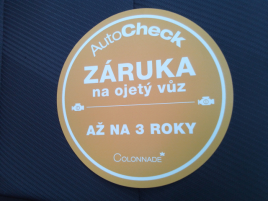 AutoCheck
ZÁRUKA
na ojetý vůz
AŽ NA 3 ROKY
COLONNADE